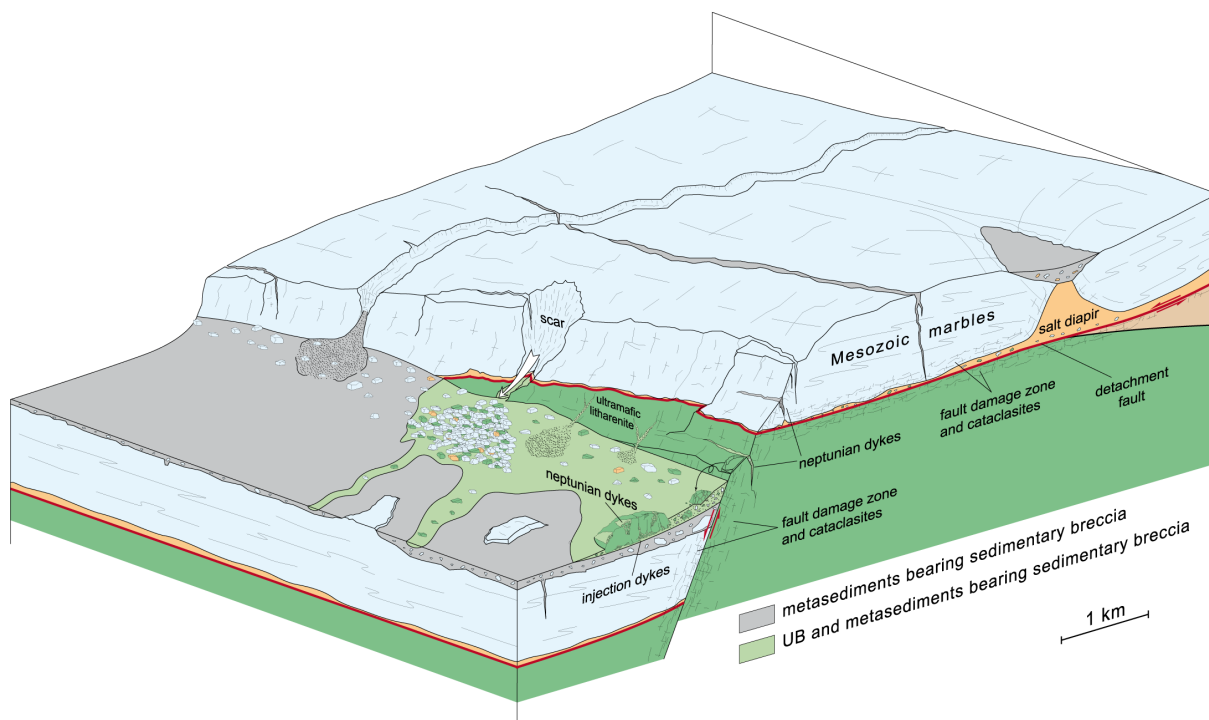 scar
Mesozoic marbles
salt diapir
ultramafic
litharenite
detachment
fault
fault damage zone
and cataclasites
neptunian dykes
neptunian dykes
fault damage zone
and cataclasites
injection dykes
metasediments bearing sedimentary breccia
UB and metasediments bearing sedimentary breccia
1 km